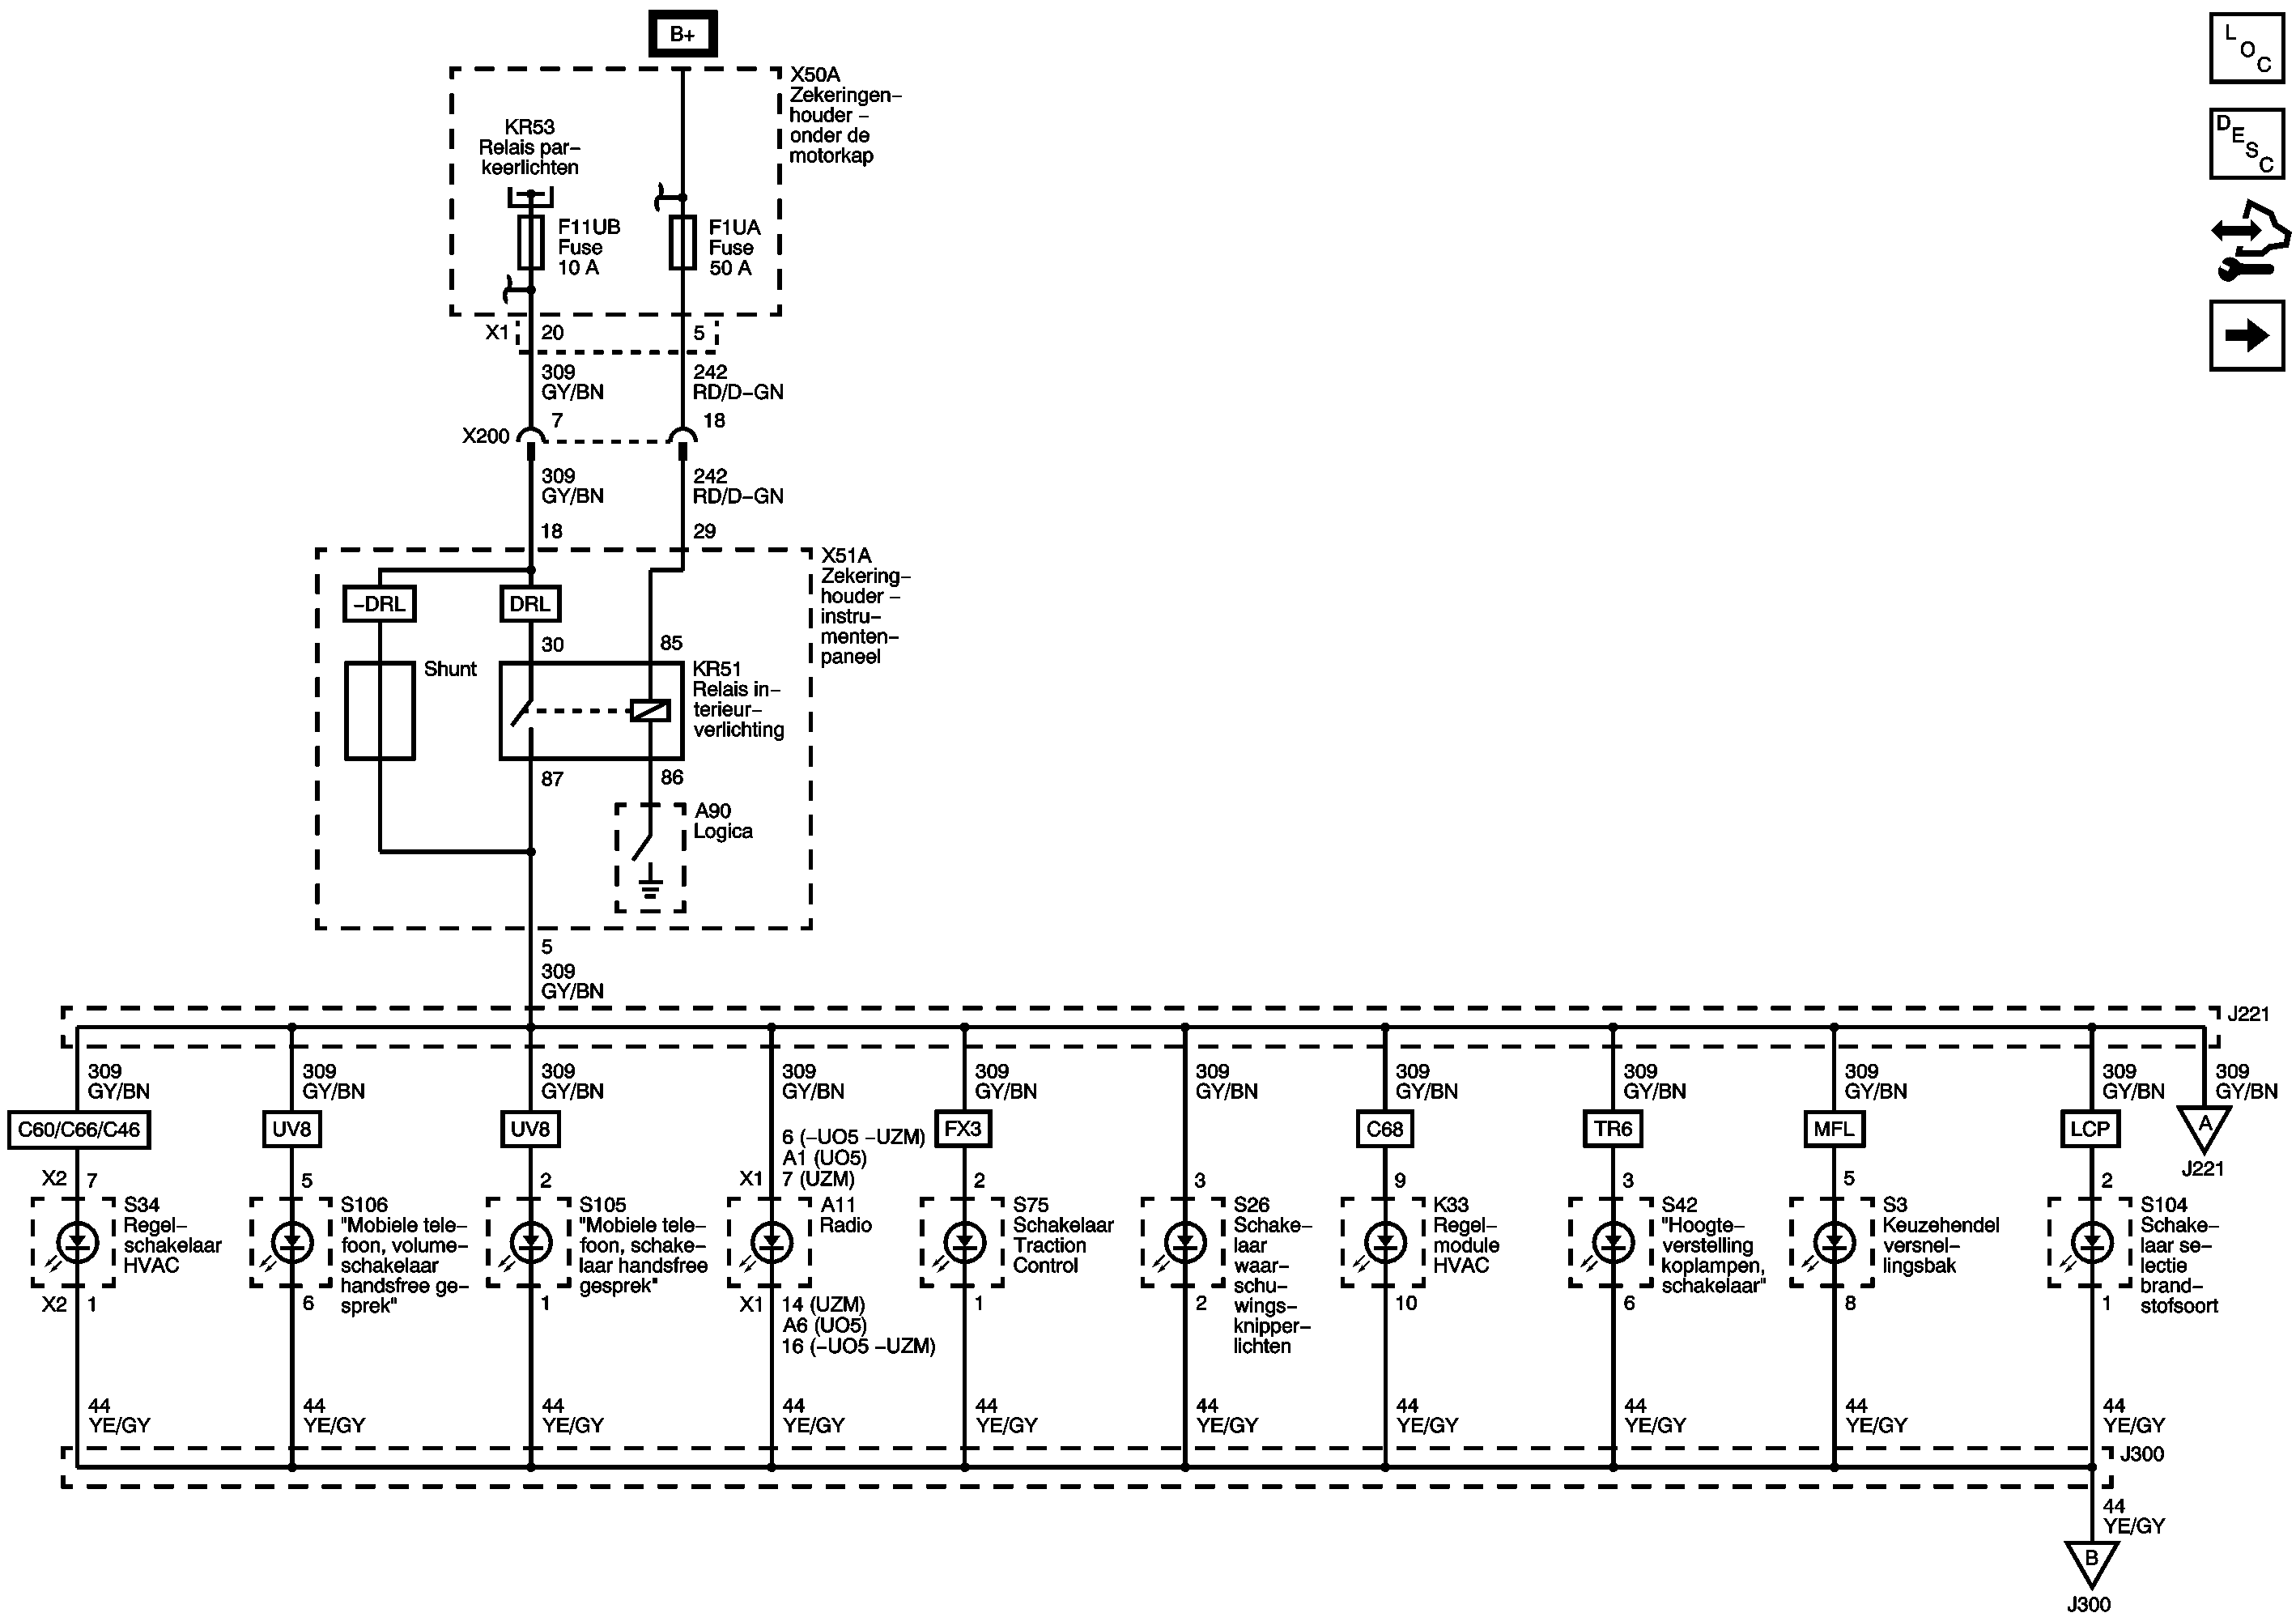 B+
L
O
C
D
E
S
C
X50A
Zekeringen-
houder -
onder de
motorkap
KR53
Relais par-
keerlichten
F11UB
Fuse
10 A
F1UA
Fuse
50 A
X1 20 5
309
GY/BN
242
RD/D-GN
7 18
X200
309
GY/BN
242
RD/D-GN
18 29
X51A
Zekering-
houder -
instru-
menten-
paneel
-DRL DRL
30 85
Shunt
KR51
Relais in-
terieur-
verlichting
87 86
A90
Logica
5
309
GY/BN
J221
309
GY/BN
309
GY/BN
309
GY/BN
309
GY/BN
309
GY/BN
309
GY/BN
309
GY/BN
309
GY/BN
309
GY/BN
309
GY/BN
309
GY/BN
C60/C66/C46 UV8 UV8 FX3 C68 TR6 MFL LCP A
J221
6 (-UO5 -UZM)
A1 (UO5)
X1 7 (UZM)
X2 7 5 2 2 3 9 3 5 2
S34
Regel-
schakelaar
HVAC
S106
"Mobiele tele-
foon, volume-
schakelaar
handsfree ge-
sprek"
S105
"Mobiele tele-
foon, schake-
laar handsfree
gesprek"
A11
Radio
S75
Schakelaar
Traction
Control
S26
Schake-
laar
waar-
schu-
wings-
knipper-
lichten
K33
Regel-
module
HVAC
S42
"Hoogte-
verstelling
koplampen,
schakelaar"
S3
Keuzehendel
versnel-
lingsbak
S104
Schake-
laar se-
lectie
brand-
stofsoort
X2 1 6 1
X1 14 (UZM)
A6 (UO5)
16 (-UO5 -UZM)
1 2 10 6 8 1
44
YE/GY
44
YE/GY
44
YE/GY
44
YE/GY
44
YE/GY
44
YE/GY
44
YE/GY
44
YE/GY
44
YE/GY
44
YE/GY
J300
44
YE/GY
B
J300